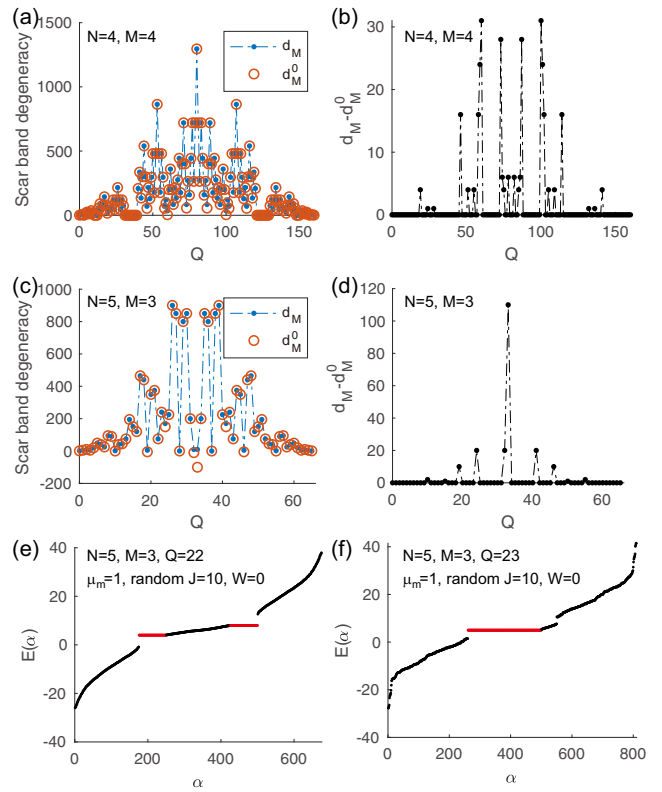 (a)
N=4, M=4
d_M
d_M^0
Scar band degeneracy
1500
1000
500
0
0 50 100 150
Q
(b)
N=4, M=4
d_M-d_M^0
30
20
10
0
0 50 100 150
Q
(c)
N=5, M=3
d_M
d_M^0
Scar band degeneracy
1000
800
600
400
200
0
-200
0 20 40 60
Q
(d)
N=5, M=3
d_M-d_M^0
120
100
80
60
40
20
0
0 20 40 60
Q
(e)
N=5, M=3, Q=22
μ_m=1, random J=10, W=0
E(α)
40
20
0
-20
-40
0 200 400 600
α
(f)
N=5, M=3, Q=23
μ_m=1, random J=10, W=0
E(α)
40
20
0
-20
-40
0 200 400 600 800
α